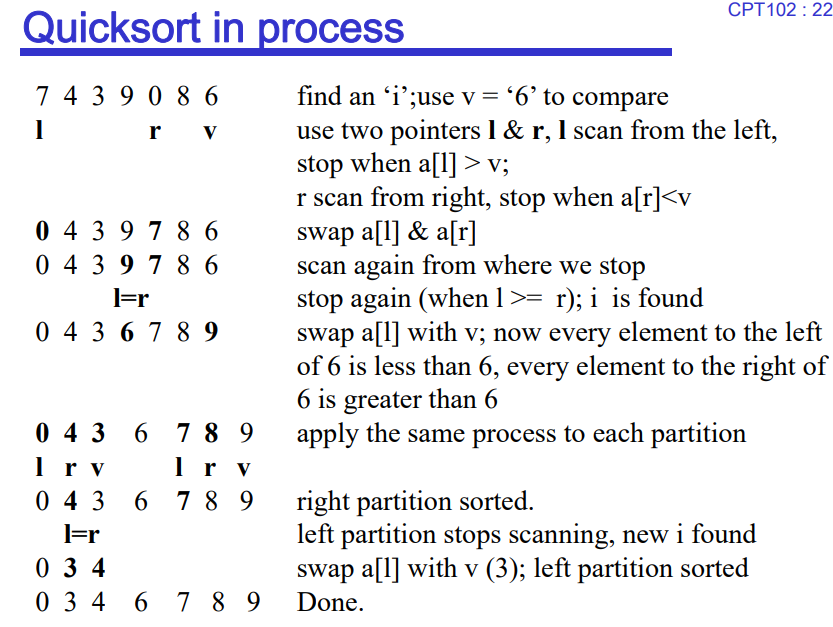 Quicksort in process
CPT102 : 22
7 4 3 9 0 8 6 find an ‘i’;use v = ‘6’ to compare
l r v use two pointers l & r, l scan from the left,
stop when a[l] > v;
r scan from right, stop when a[r]<v
0 4 3 9 7 8 6 swap a[l] & a[r]
0 4 3 9 7 8 6 scan again from where we stop
l=r stop again (when l >= r); i is found
0 4 3 6 7 8 9 swap a[l] with v; now every element to the left
of 6 is less than 6, every element to the right of
6 is greater than 6
0 4 3 6 7 8 9 apply the same process to each partition
l r v l r v
0 4 3 6 7 8 9 right partition sorted.
l=r left partition stops scanning, new i found
0 3 4 swap a[l] with v (3); left partition sorted
0 3 4 6 7 8 9 Done.